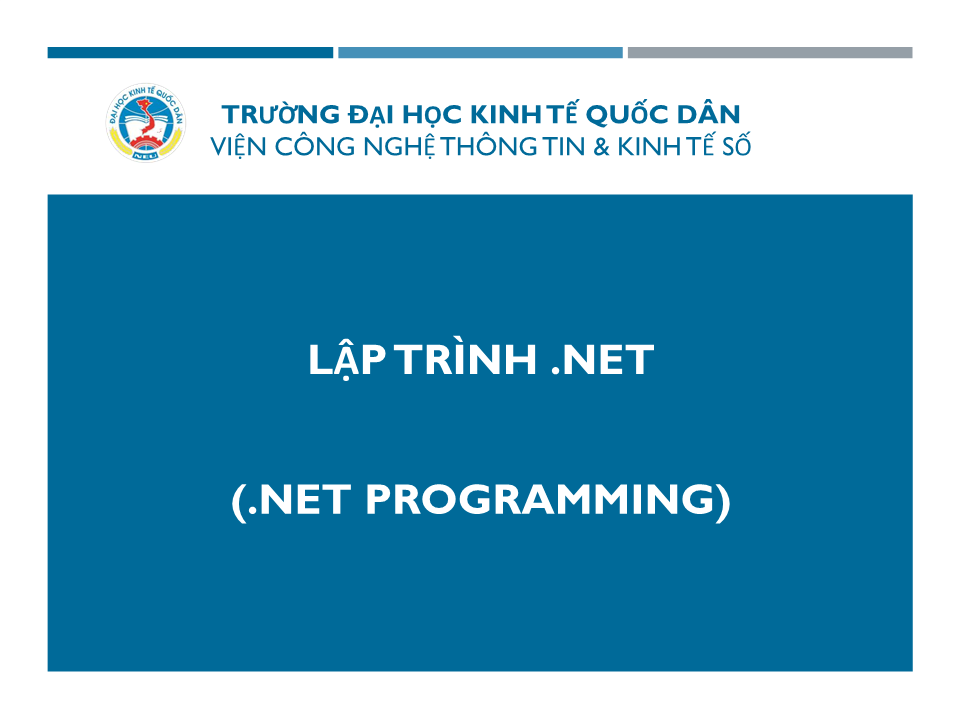 TRƯỜNG ĐẠI HỌC KINH TẾ QUỐC DÂN
VIỆN CÔNG NGHỆ THÔNG TIN & KINH TẾ SỐ
ĐẠI HỌC KINH TẾ QUỐC DÂN
NEU
LẬP TRÌNH .NET
(.NET PROGRAMMING)